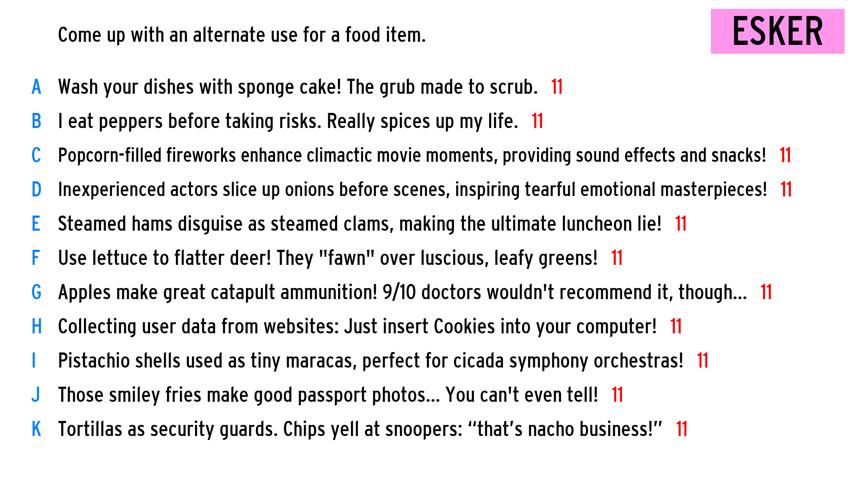 Come up with an alternate use for a food item.
ESKER
A Wash your dishes with sponge cake! The grub made to scrub. 11
B I eat peppers before taking risks. Really spices up my life. 11
C Popcorn-filled fireworks enhance climactic movie moments, providing sound effects and snacks! 11
D Inexperienced actors slice up onions before scenes, inspiring tearful emotional masterpieces! 11
E Steamed hams disguise as steamed clams, making the ultimate luncheon lie! 11
F Use lettuce to flatter deer! They "fawn" over luscious, leafy greens! 11
G Apples make great catapult ammunition! 9/10 doctors wouldn't recommend it, though... 11
H Collecting user data from websites: Just insert Cookies into your computer! 11
I Pistachio shells used as tiny maracas, perfect for cicada symphony orchestras! 11
J Those smiley fries make good passport photos... You can't even tell! 11
K Tortillas as security guards. Chips yell at snoopers: “that’s nacho business!” 11